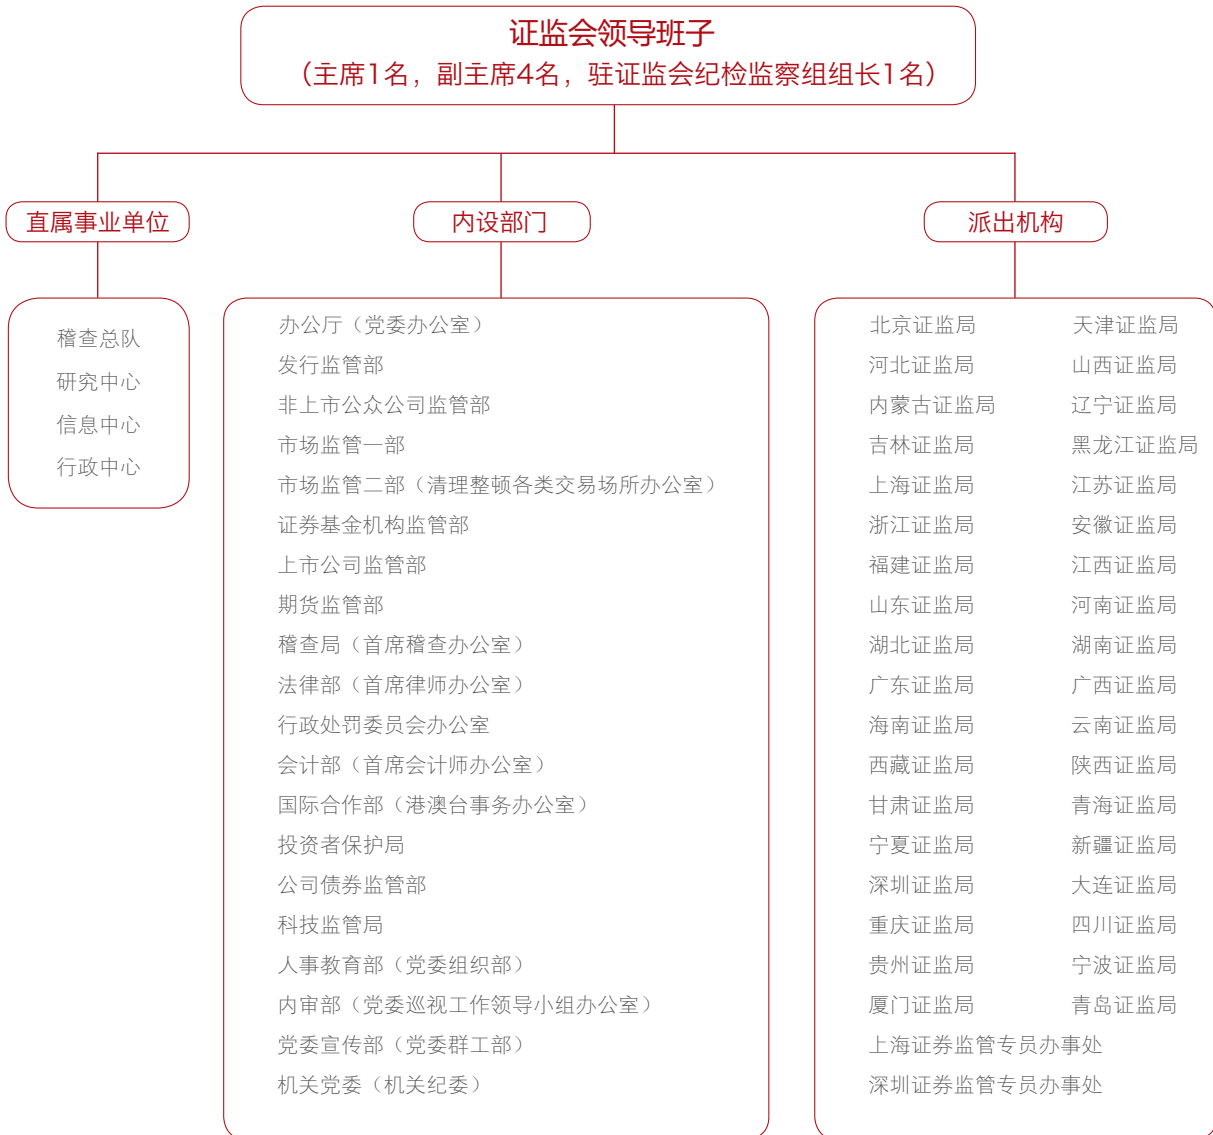 证监会领导班子
（主席1名，副主席4名，驻证监会纪检监察组组长1名）
直属事业单位
稽查总队
研究中心
信息中心
行政中心
内设部门
办公厅（党委办公室）
发行监管部
非上市公众公司监管部
市场监管一部
市场监管二部（清理整顿各类交易场所办公室）
证券基金机构监管部
上市公司监管部
期货监管部
稽查局（首席稽查办公室）
法律部（首席律师办公室）
行政处罚委员会办公室
会计部（首席会计师办公室）
国际合作部（港澳台事务办公室）
投资者保护局
公司债券监管部
科技监管局
人事教育部（党委组织部）
内审部（党委巡视工作领导小组办公室）
党委宣传部（党委群工部）
机关党委（机关纪委）
派出机构
北京证监局 天津证监局
河北证监局 山西证监局
内蒙古证监局 辽宁证监局
吉林证监局 黑龙江证监局
上海证监局 江苏证监局
浙江证监局 安徽证监局
福建证监局 江西证监局
山东证监局 河南证监局
湖北证监局 湖南证监局
广东证监局 广西证监局
海南证监局 云南证监局
西藏证监局 陕西证监局
甘肃证监局 青海证监局
宁夏证监局 新疆证监局
深圳证监局 大连证监局
重庆证监局 四川证监局
贵州证监局 宁波证监局
厦门证监局 青岛证监局
上海证券监管专员办事处
深圳证券监管专员办事处